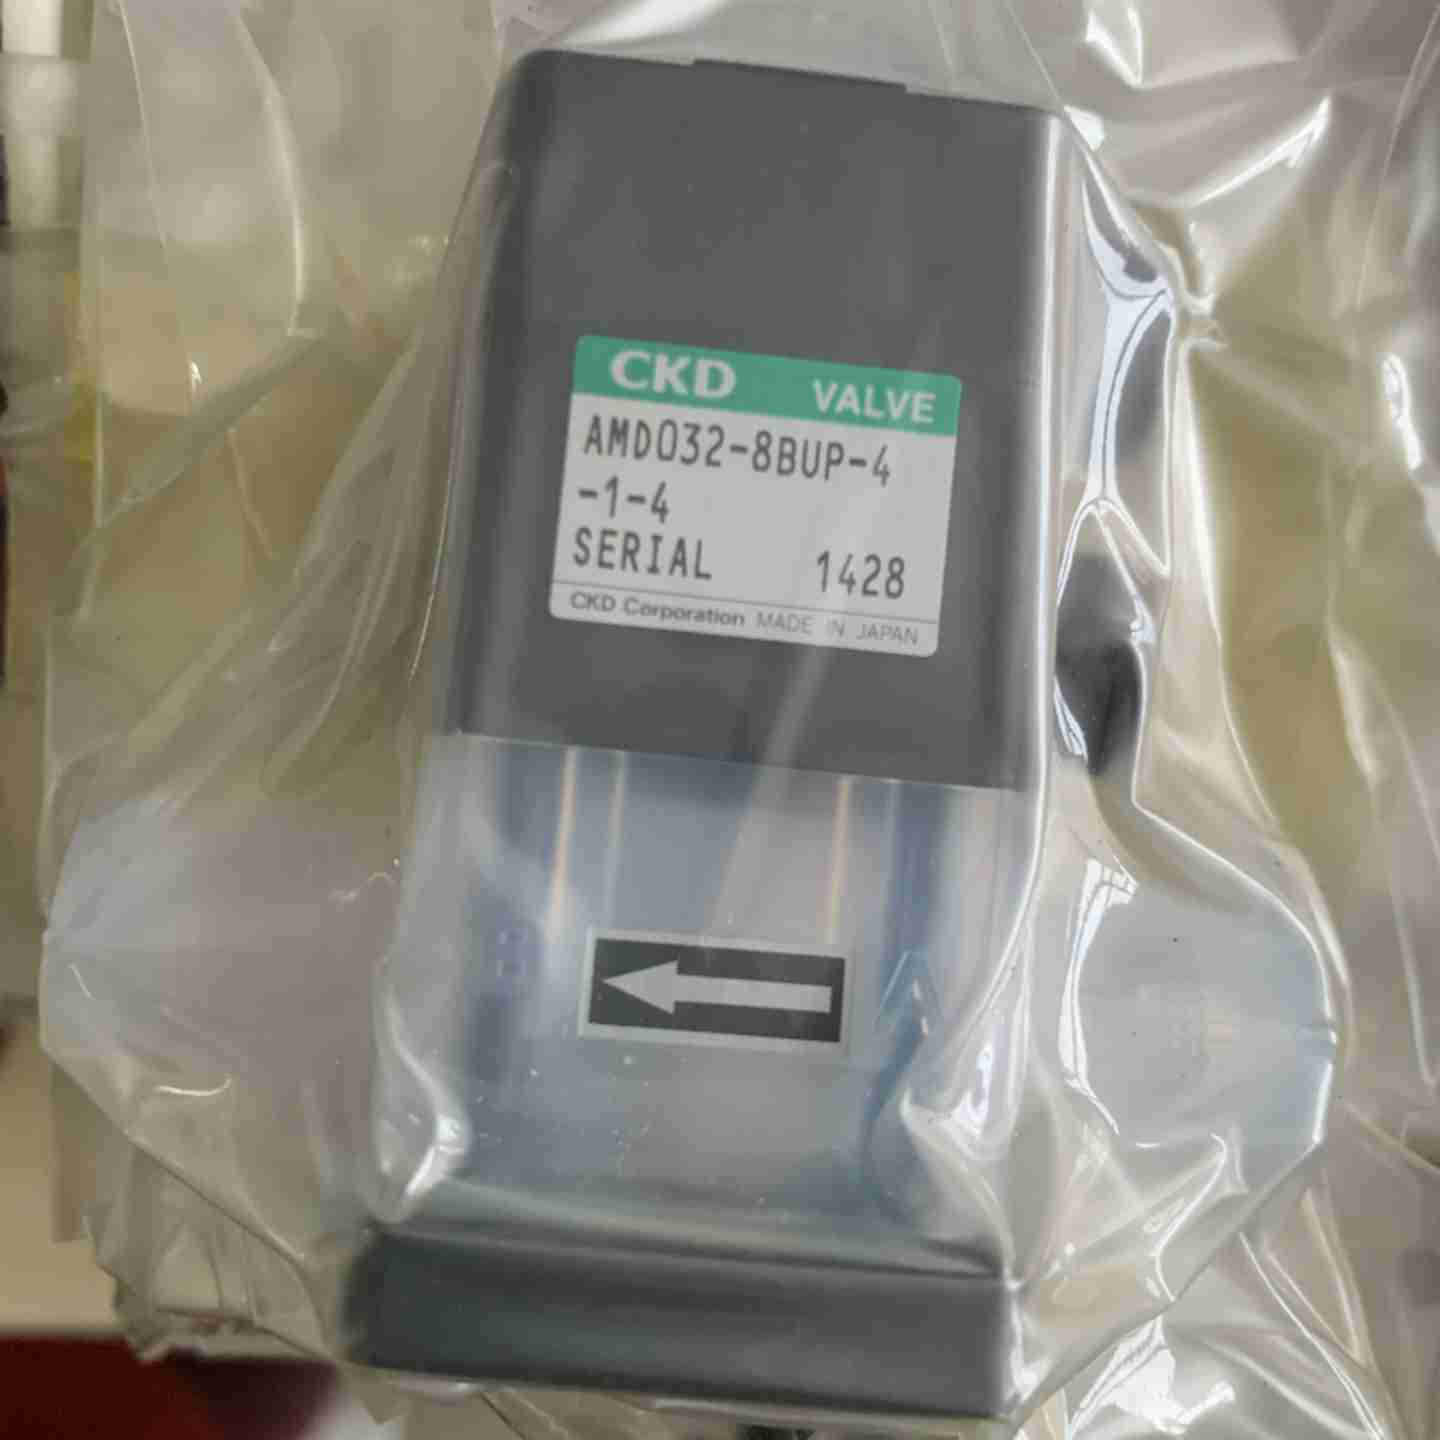 CKD VALVE
AMD032-8BUP-4
-1-4
SERIAL 1428
CKD Corporation MADE IN JAPAN